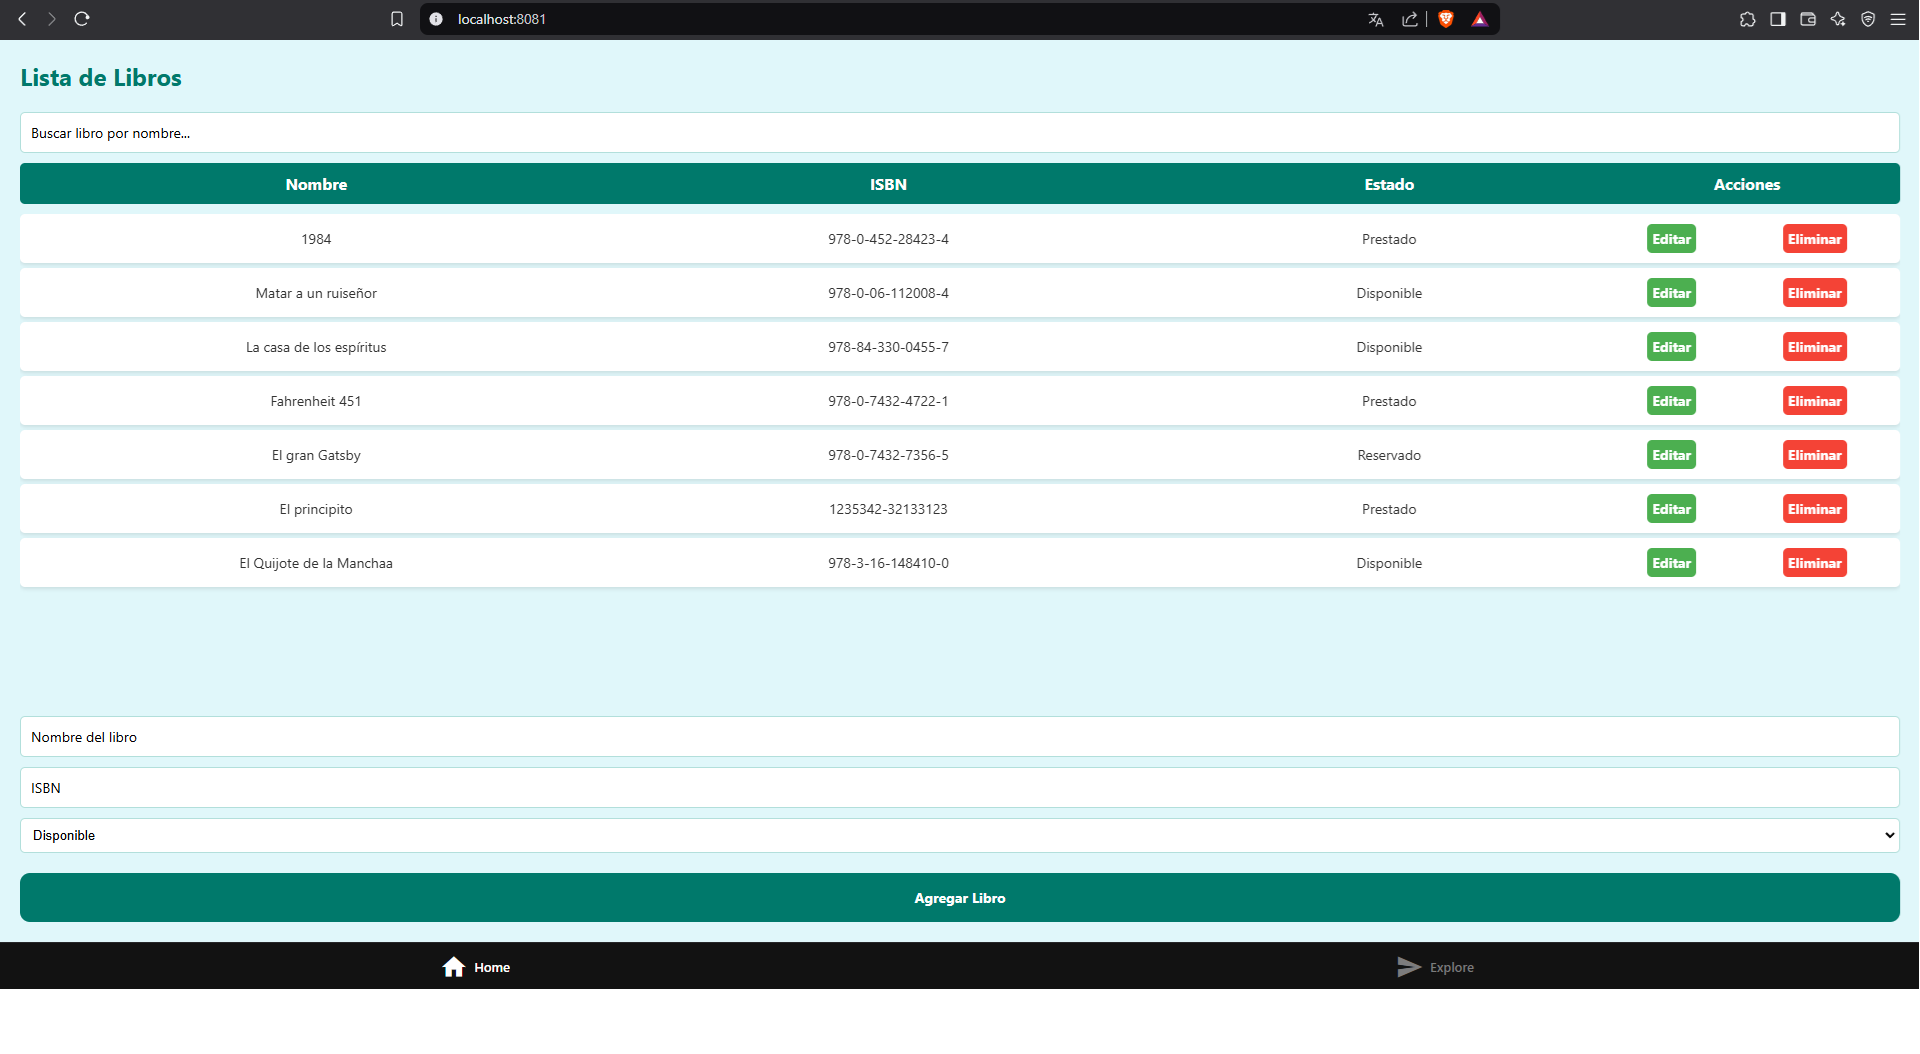 localhost:8081
Lista de Libros
Buscar libro por nombre...
Nombre ISBN Estado Acciones
1984 978-0-452-28423-4 Prestado Editar Eliminar
Matar a un ruiseñor 978-0-06-112008-4 Disponible Editar Eliminar
La casa de los espíritus 978-84-330-0455-7 Disponible Editar Eliminar
Fahrenheit 451 978-0-7432-4722-1 Prestado Editar Eliminar
El gran Gatsby 978-0-7432-7356-5 Reservado Editar Eliminar
El principito 1235342-32133123 Prestado Editar Eliminar
El Quijote de la Manchaa 978-3-16-148410-0 Disponible Editar Eliminar
Nombre del libro
ISBN
Disponible
Agregar Libro
Home Explore